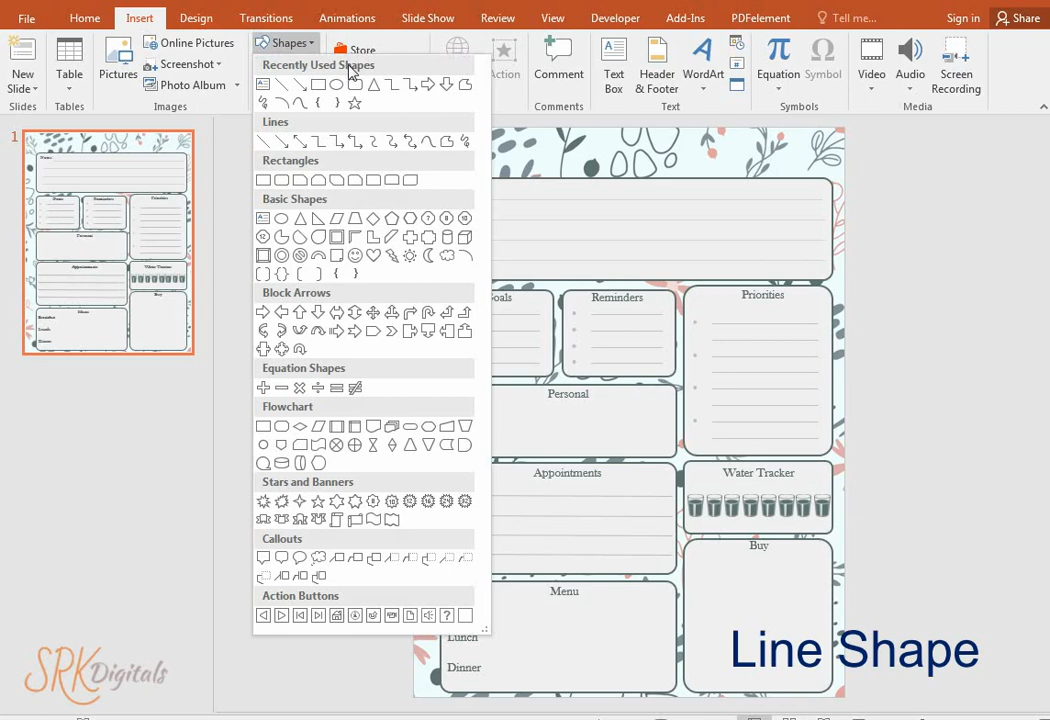 File Home Insert Design Transitions Animations Slide Show Review View Developer Add-Ins PDFelement Tell me... Sign in Share
New Slide
Table
Pictures
Online Pictures
Screenshot
Photo Album
Shapes
Store
Action
Comment
Text Box
Header & Footer
WordArt
Equation
Symbol
Video
Audio
Screen Recording
Slides Tables Images Comments Text Symbols Media
Recently Used Shapes
Lines
Rectangles
Basic Shapes
Block Arrows
Equation Shapes
Flowchart
Stars and Banners
Callouts
Action Buttons
1
Reminders
Priorities
Personal
Appointments
Water Tracker
Buy
Menu
Lunch
Dinner
Line Shape
SRK Digitals